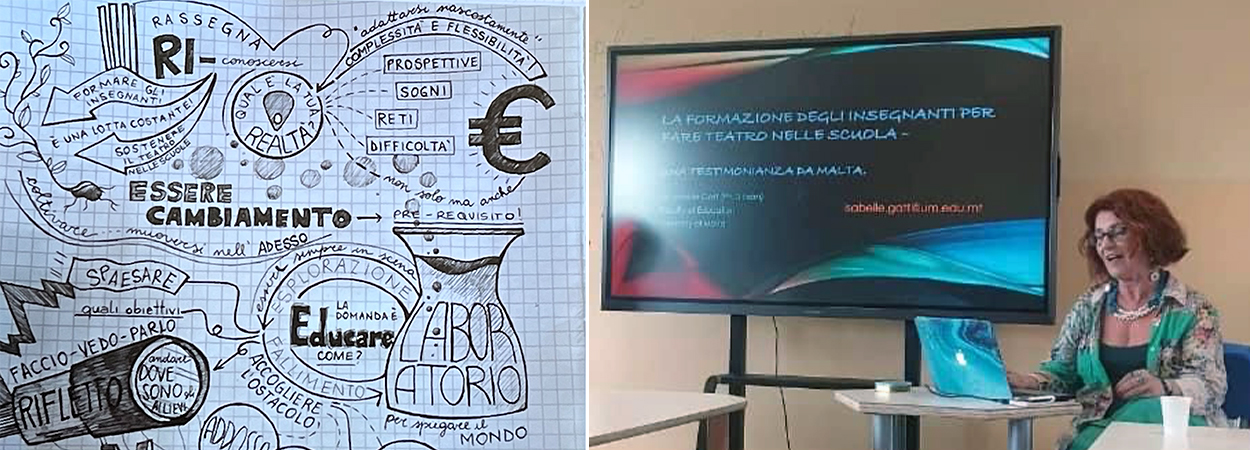 RASSEGNA
RI-conoscersi
"adattarsi nascostamente"
COMPLESSITÀ E FLESSIBILITÀ!
FORMARE GLI
INSEGNANTI
È UNA LOTTA COSTANTE!
SOSTENERE
IL TEATRO
NELLE SCUOLE
QUAL È LA TUA
REALTÀ
PROSPETTIVE
SOGNI
RETI
DIFFICOLTA'
€
non solo ma anche
ESSERE
CAMBIAMENTO → PRE-REQUISITO!
coltivare... muoversi nell'ADESSO
SPAESARE
quali obiettivi
FACCIO-VEDO-PARLO
RIFLETTO
andare
DOVE
SONO gli
ALLIEVI
essere sempre in scena
ESPLORAZIONE
LA
DOMANDA È
Educare
COME?
FALLIMENTO
ACCOGLIERE
L'OSTACOLO
LABOR
ATORIO
per spiegare il
MONDO
LA FORMAZIONE DEGLI INSEGNANTI PER
FARE TEATRO NELLE SCUOLA -
UNA TESTIMONIANZA DA MALTA.